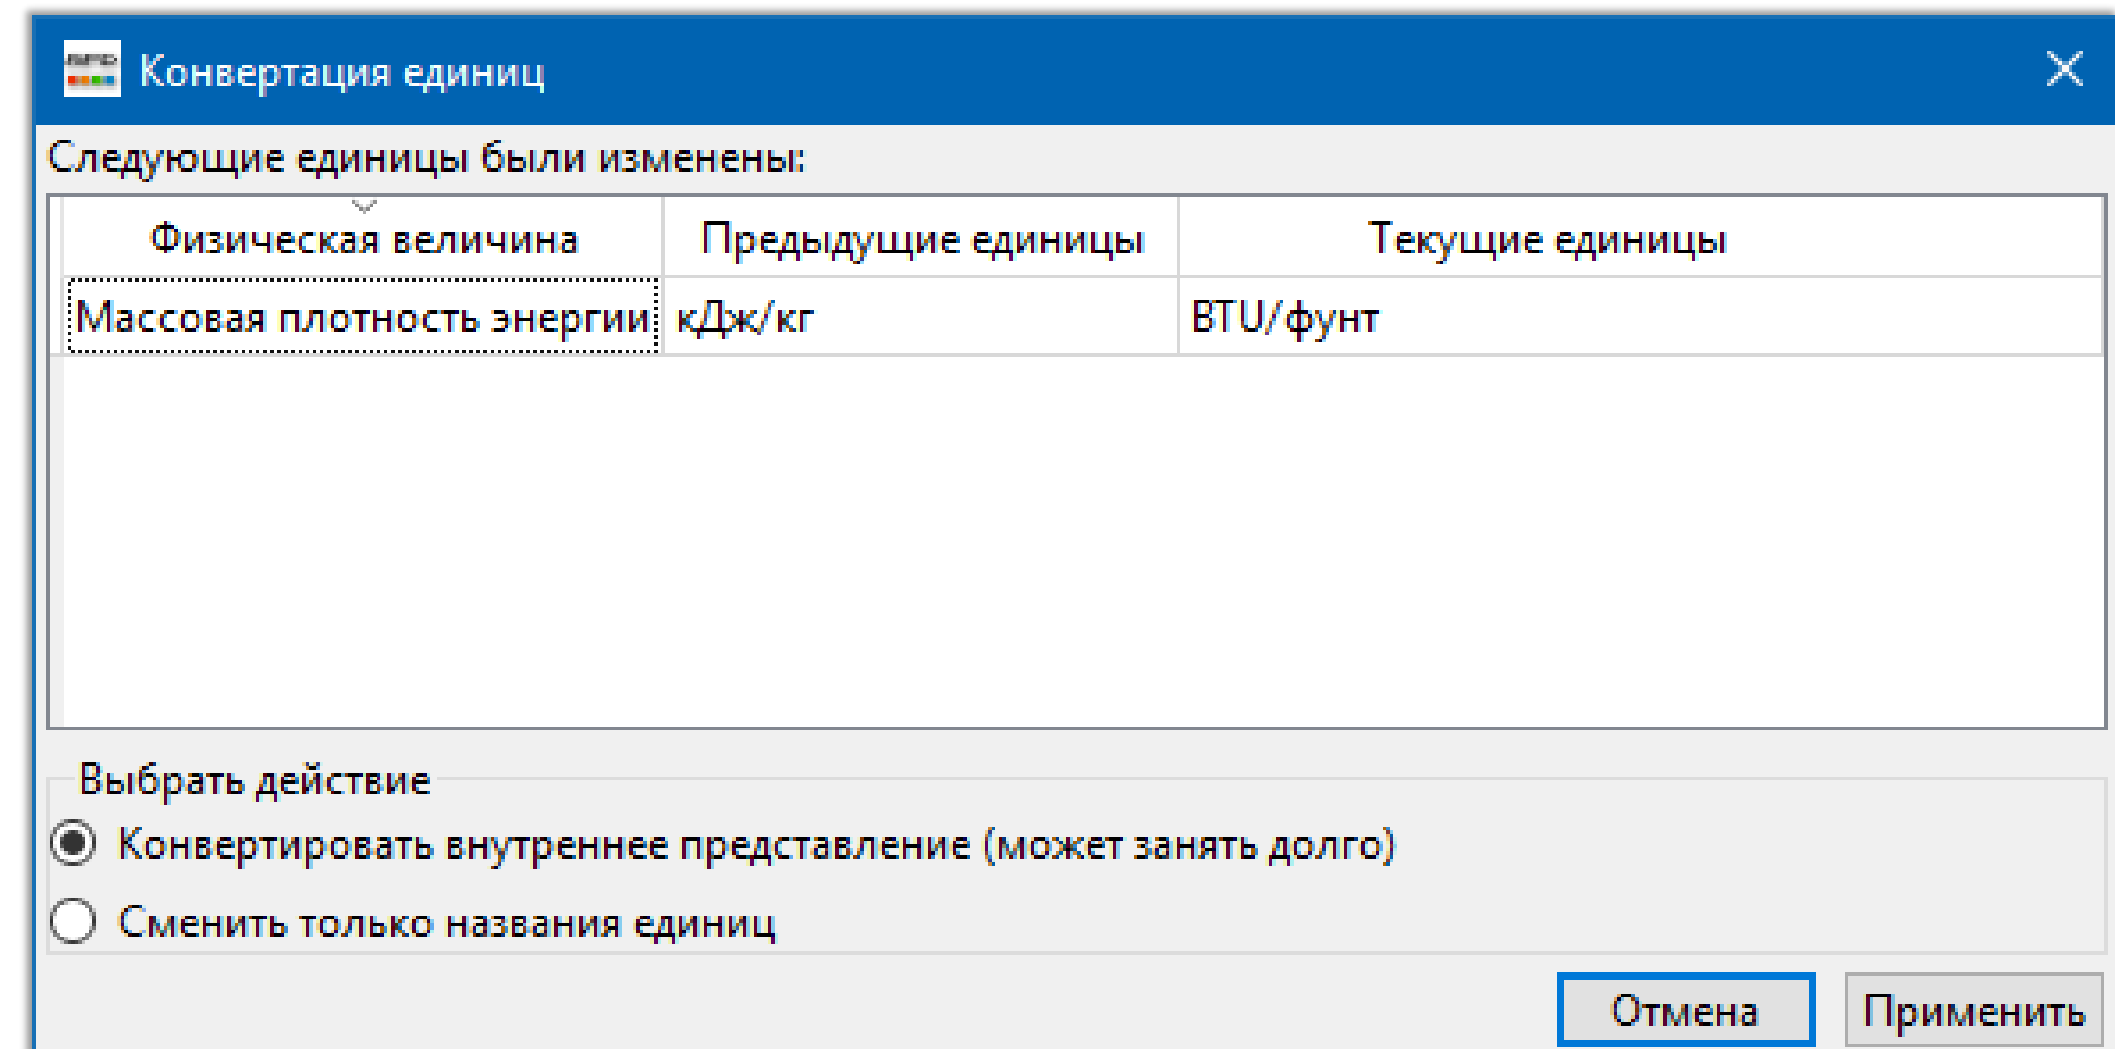 Конвертация единиц
Следующие единицы были изменены:
Физическая величина Предыдущие единицы Текущие единицы
Массовая плотность энергии кДж/кг BTU/фунт
Выбрать действие
Конвертировать внутреннее представление (может занять долго)
Сменить только названия единиц
Отмена Применить